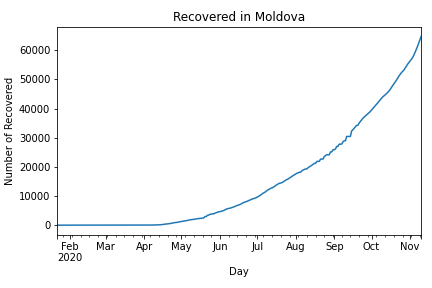 Recovered in Moldova
Number of Recovered
60000
50000
40000
30000
20000
10000
0
Feb Mar Apr May Jun Jul Aug Sep Oct Nov
2020
Day